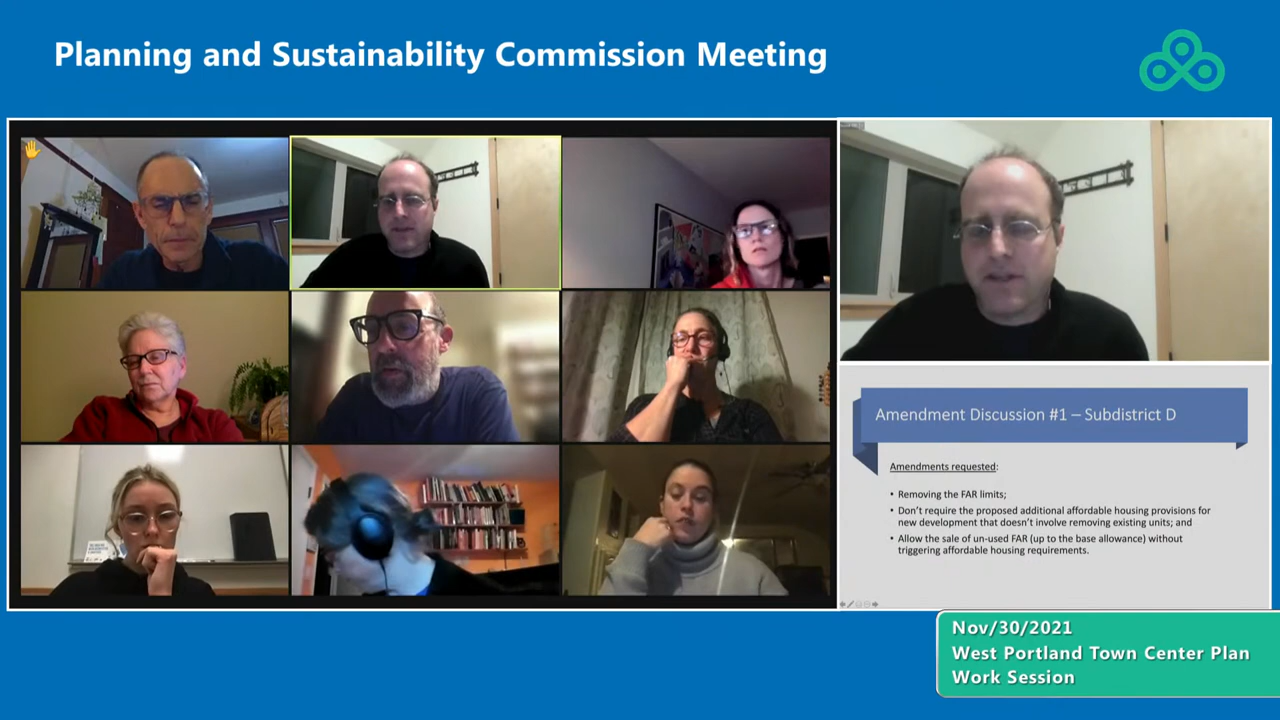 Planning and Sustainability Commission Meeting
Amendment Discussion #1 – Subdistrict D
Amendments requested:
• Removing the FAR limits;
• Don't require the proposed additional affordable housing provisions for
new development that doesn't involve removing existing units; and
• Allow the sale of un-used FAR (up to the base allowance) without
triggering affordable housing requirements.
Nov/30/2021
West Portland Town Center Plan
Work Session